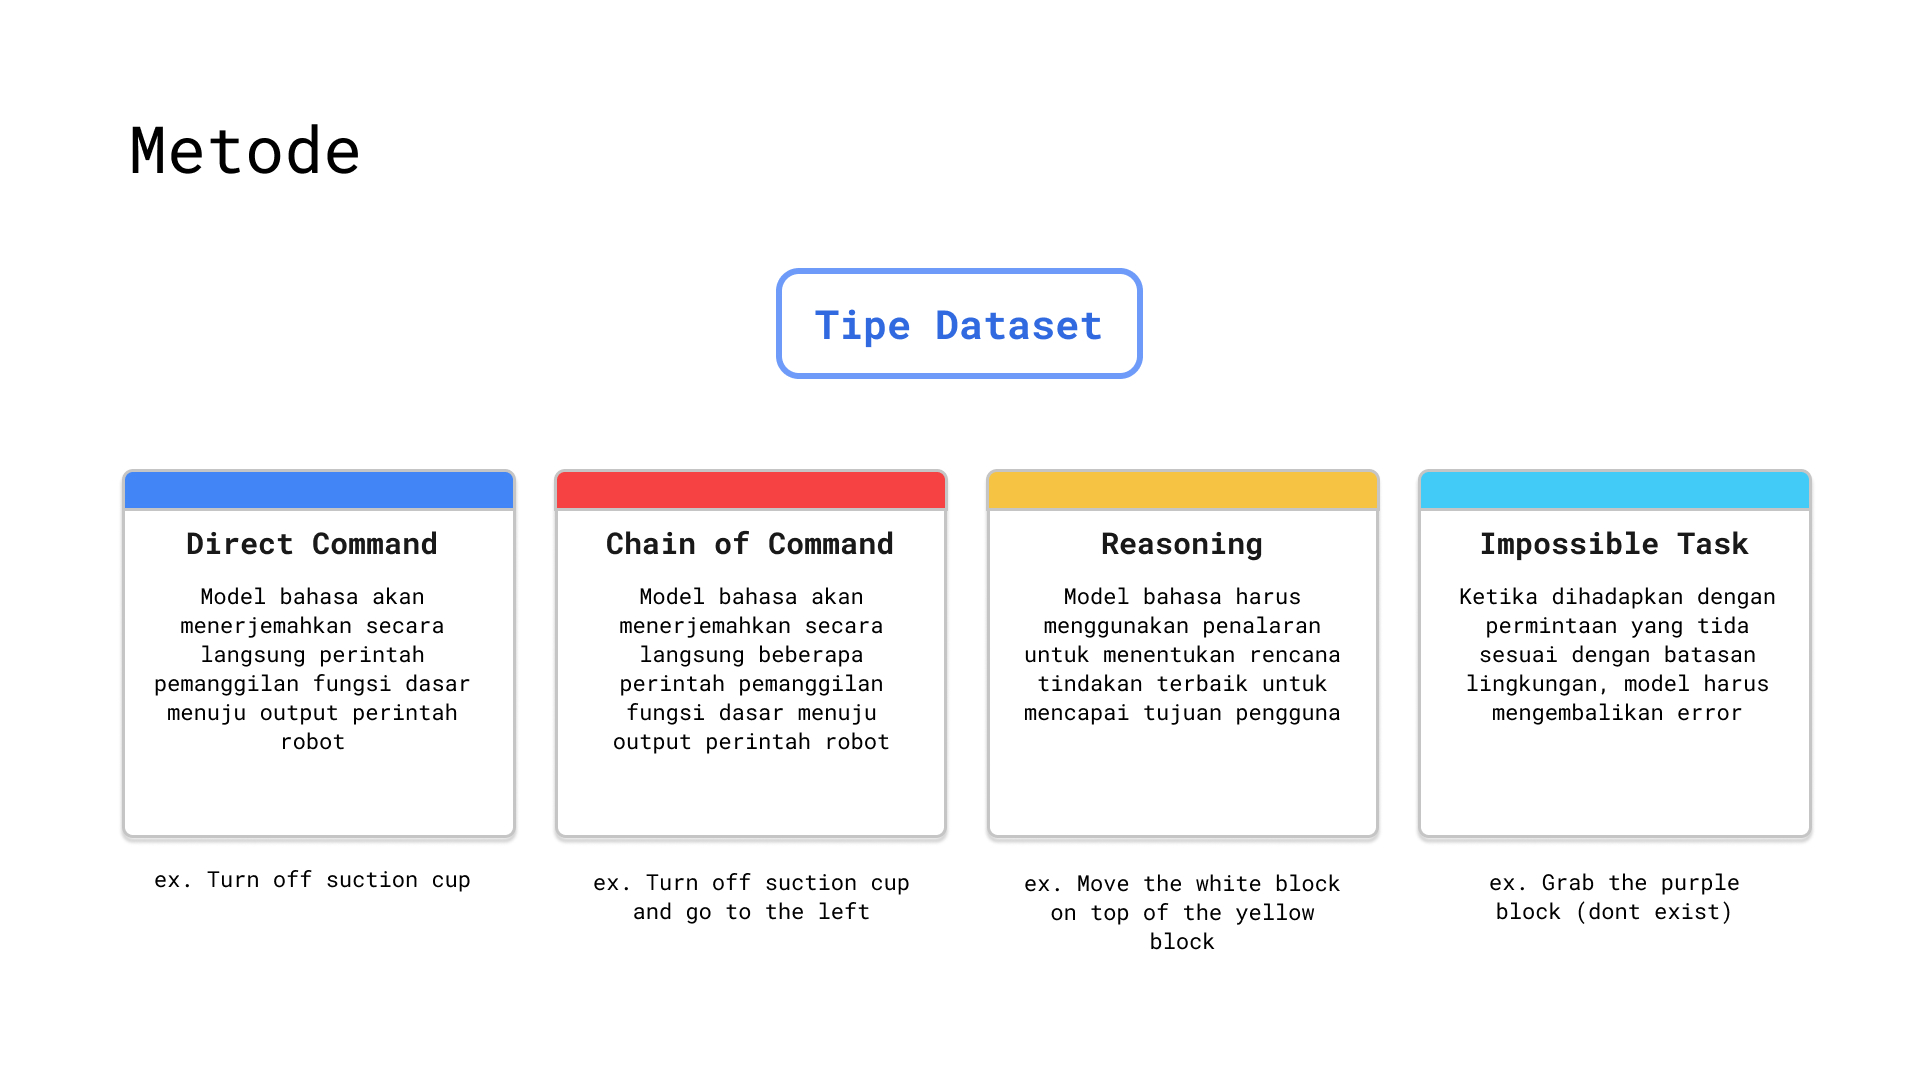 Metode
Tipe Dataset
Direct Command
Model bahasa akan
menerjemahkan secara
langsung perintah
pemanggilan fungsi dasar
menuju output perintah
robot
ex. Turn off suction cup
Chain of Command
Model bahasa akan
menerjemahkan secara
langsung beberapa
perintah pemanggilan
fungsi dasar menuju
output perintah robot
ex. Turn off suction cup
and go to the left
Reasoning
Model bahasa harus
menggunakan penalaran
untuk menentukan rencana
tindakan terbaik untuk
mencapai tujuan pengguna
ex. Move the white block
on top of the yellow
block
Impossible Task
Ketika dihadapkan dengan
permintaan yang tida
sesuai dengan batasan
lingkungan, model harus
mengembalikan error
ex. Grab the purple
block (dont exist)